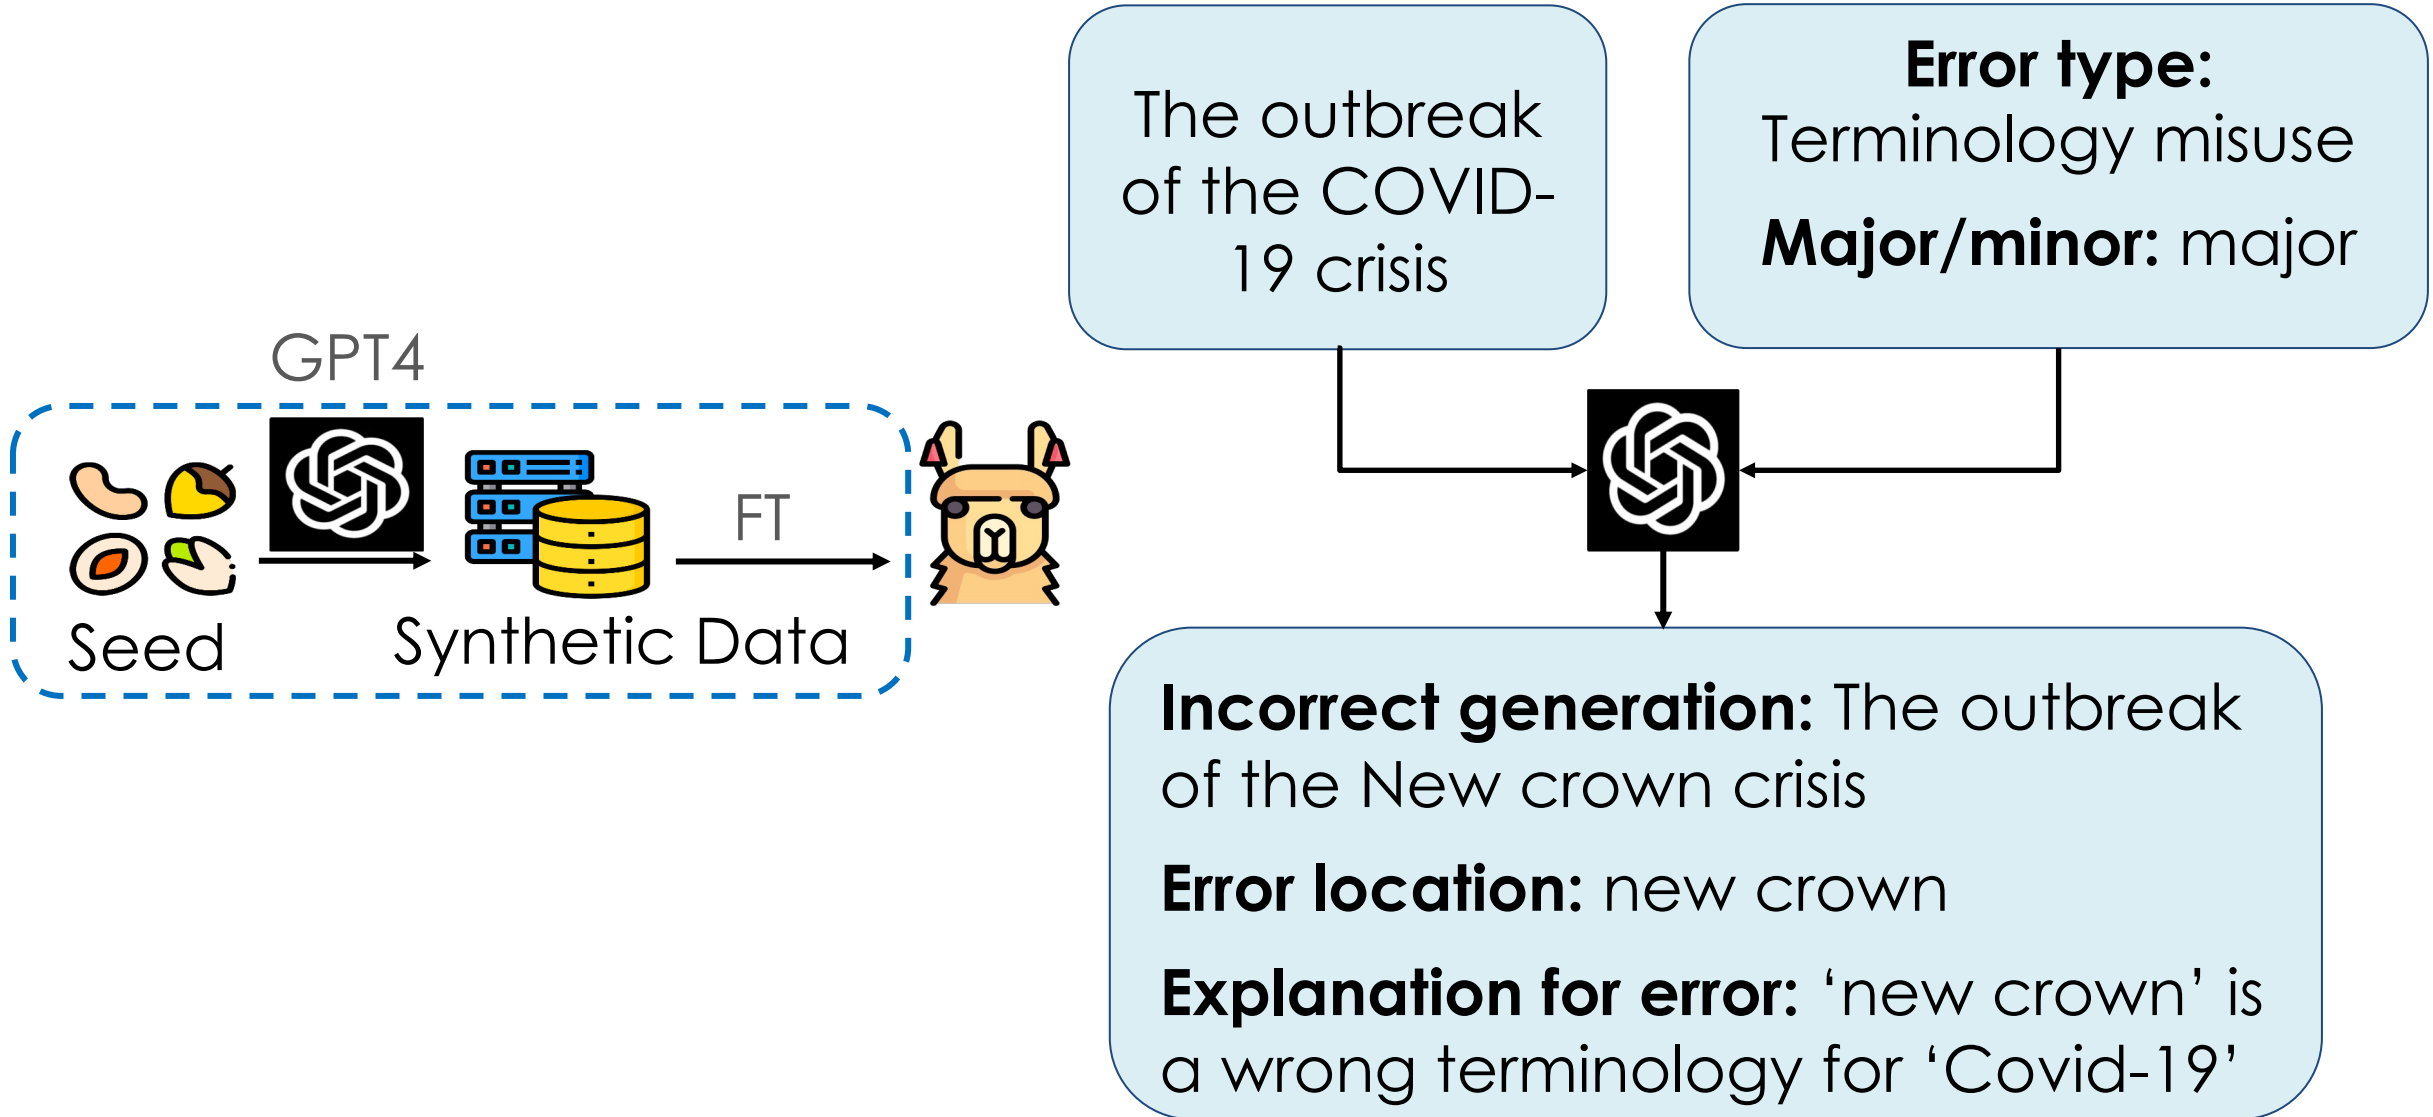 GPT4
FT
Seed
Synthetic Data
The outbreak
of the COVID-
19 crisis
Error type:
Terminology misuse
Major/minor: major
Incorrect generation: The outbreak
of the New crown crisis
Error location: new crown
Explanation for error: ‘new crown’ is
a wrong terminology for ‘Covid-19’